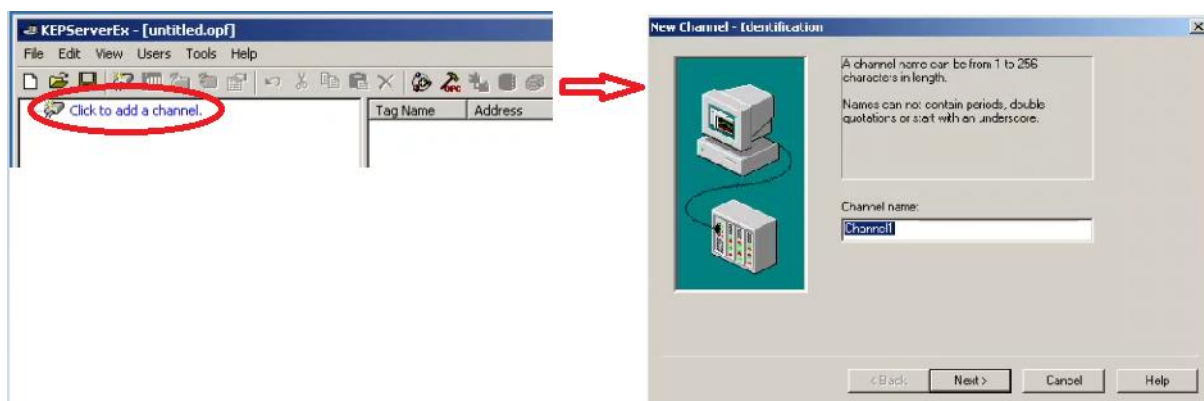 KEPServerEx - [untitled.opf]
File Edit View Users Tools Help
OPC
Click to add a channel.
Tag Name Address
New Channel - Identification
A channel name can be from 1 to 256
characters in length.
Names can not contain periods, double
quotations or start with an underscore.
Channel name:
Channel1
< Back Next > Cancel Help